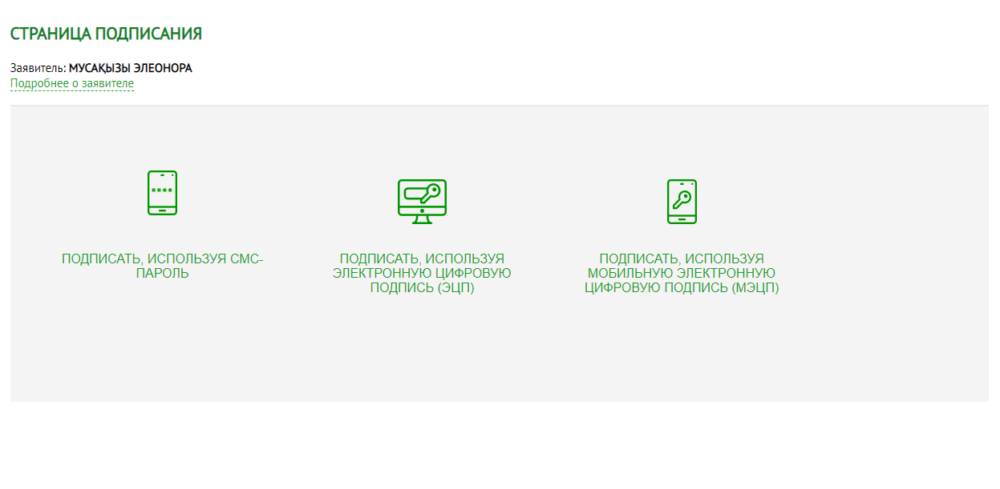 СТРАНИЦА ПОДПИСАНИЯ
Заявитель: МУСАҚЫЗЫ ЭЛЕОНОРА
Подробнее о заявителе
****
ПОДПИСАТЬ, ИСПОЛЬЗУЯ СМС-
ПАРОЛЬ
ПОДПИСАТЬ, ИСПОЛЬЗУЯ
ЭЛЕКТРОННУЮ ЦИФРОВУЮ
ПОДПИСЬ (ЭЦП)
ПОДПИСАТЬ, ИСПОЛЬЗУЯ
МОБИЛЬНУЮ ЭЛЕКТРОННУЮ
ЦИФРОВУЮ ПОДПИСЬ (МЭЦП)